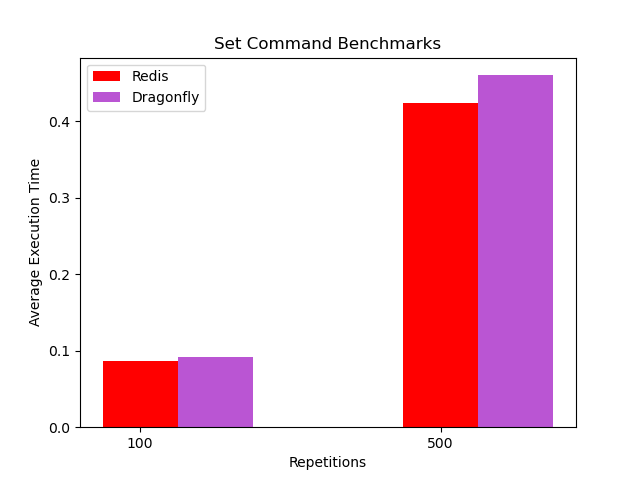 Set Command Benchmarks
Redis
Dragonfly
Average Execution Time
0.4
0.3
0.2
0.1
0.0
100
500
Repetitions